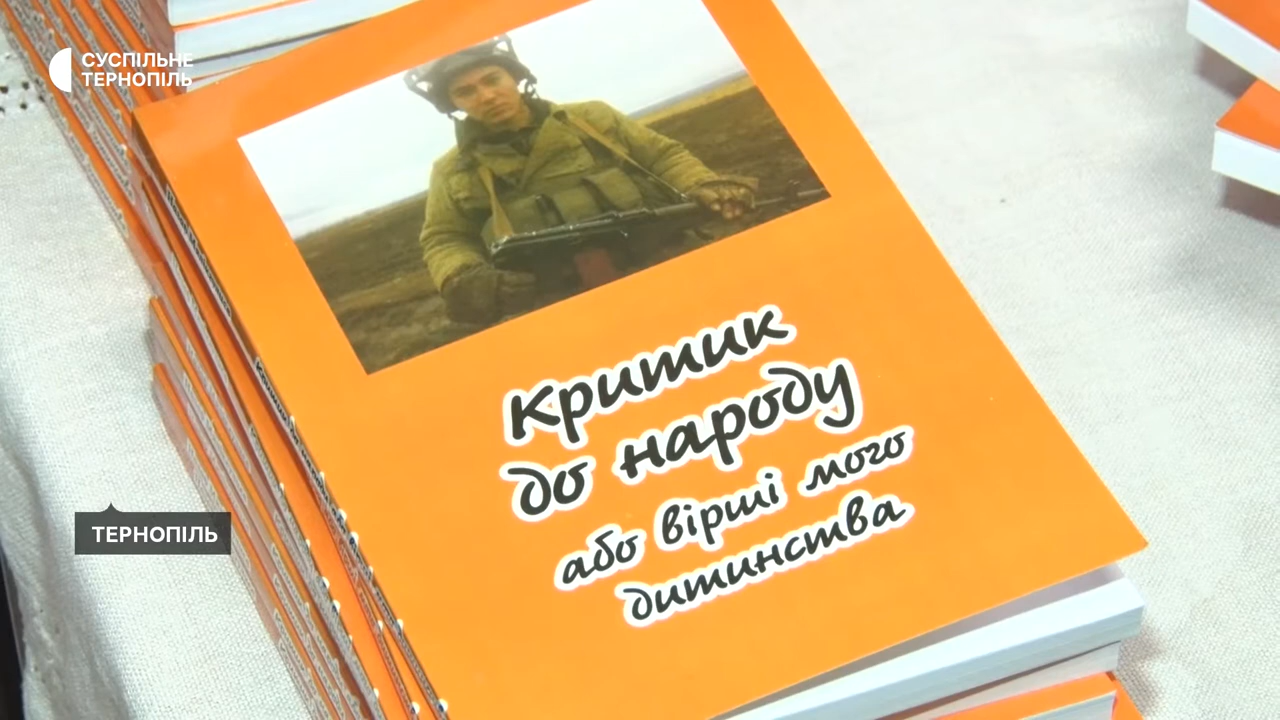 СУСПІЛЬНЕ
ТЕРНОПІЛЬ
Критик
до народу
або вірші мого
дитинства
ТЕРНОПІЛЬ